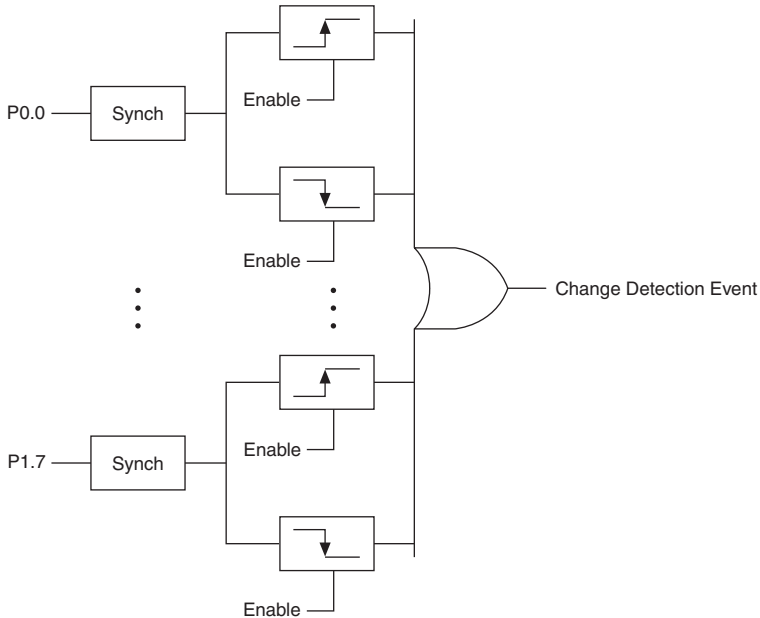 Enable
P0.0
Synch
Enable
Change Detection Event
Enable
P1.7
Synch
Enable